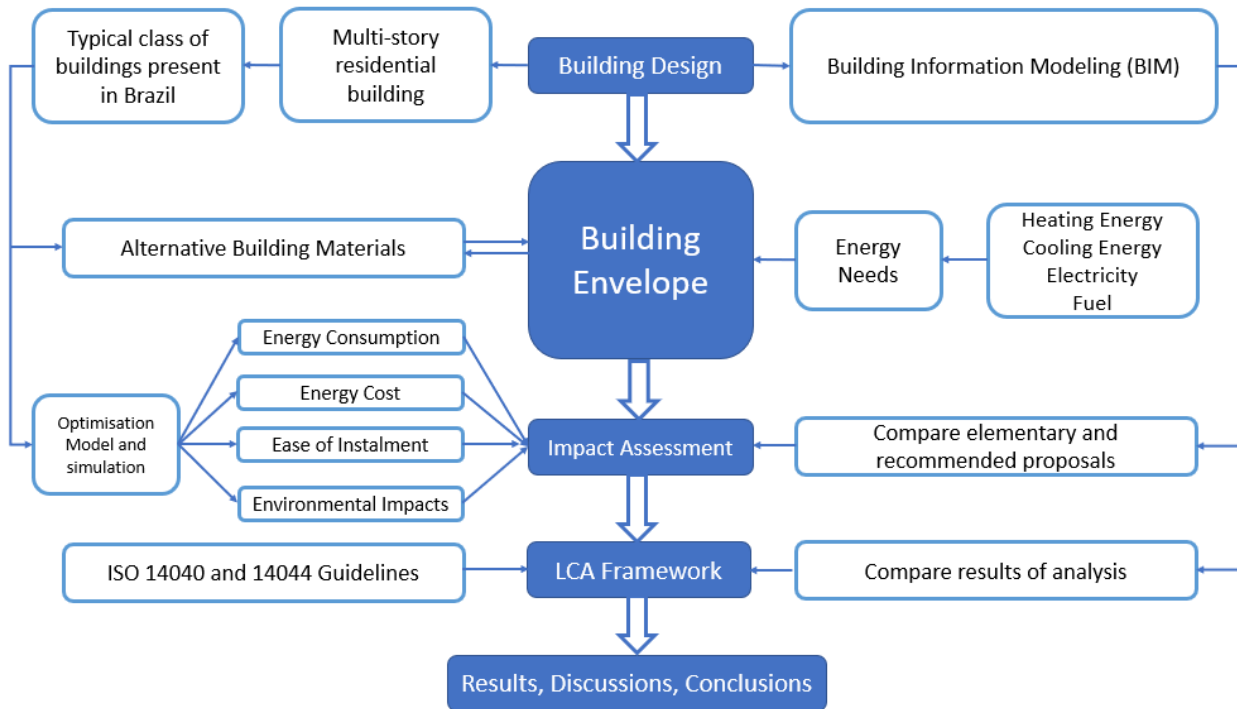 Typical class of
buildings present
in Brazil
Multi-story
residential
building
Building Design
Building Information Modeling (BIM)
Alternative Building Materials
Building
Envelope
Energy
Needs
Heating Energy
Cooling Energy
Electricity
Fuel
Optimisation
Model and
simulation
Energy Consumption
Energy Cost
Ease of Instalment
Environmental Impacts
Impact Assessment
Compare elementary and
recommended proposals
ISO 14040 and 14044 Guidelines
LCA Framework
Compare results of analysis
Results, Discussions, Conclusions